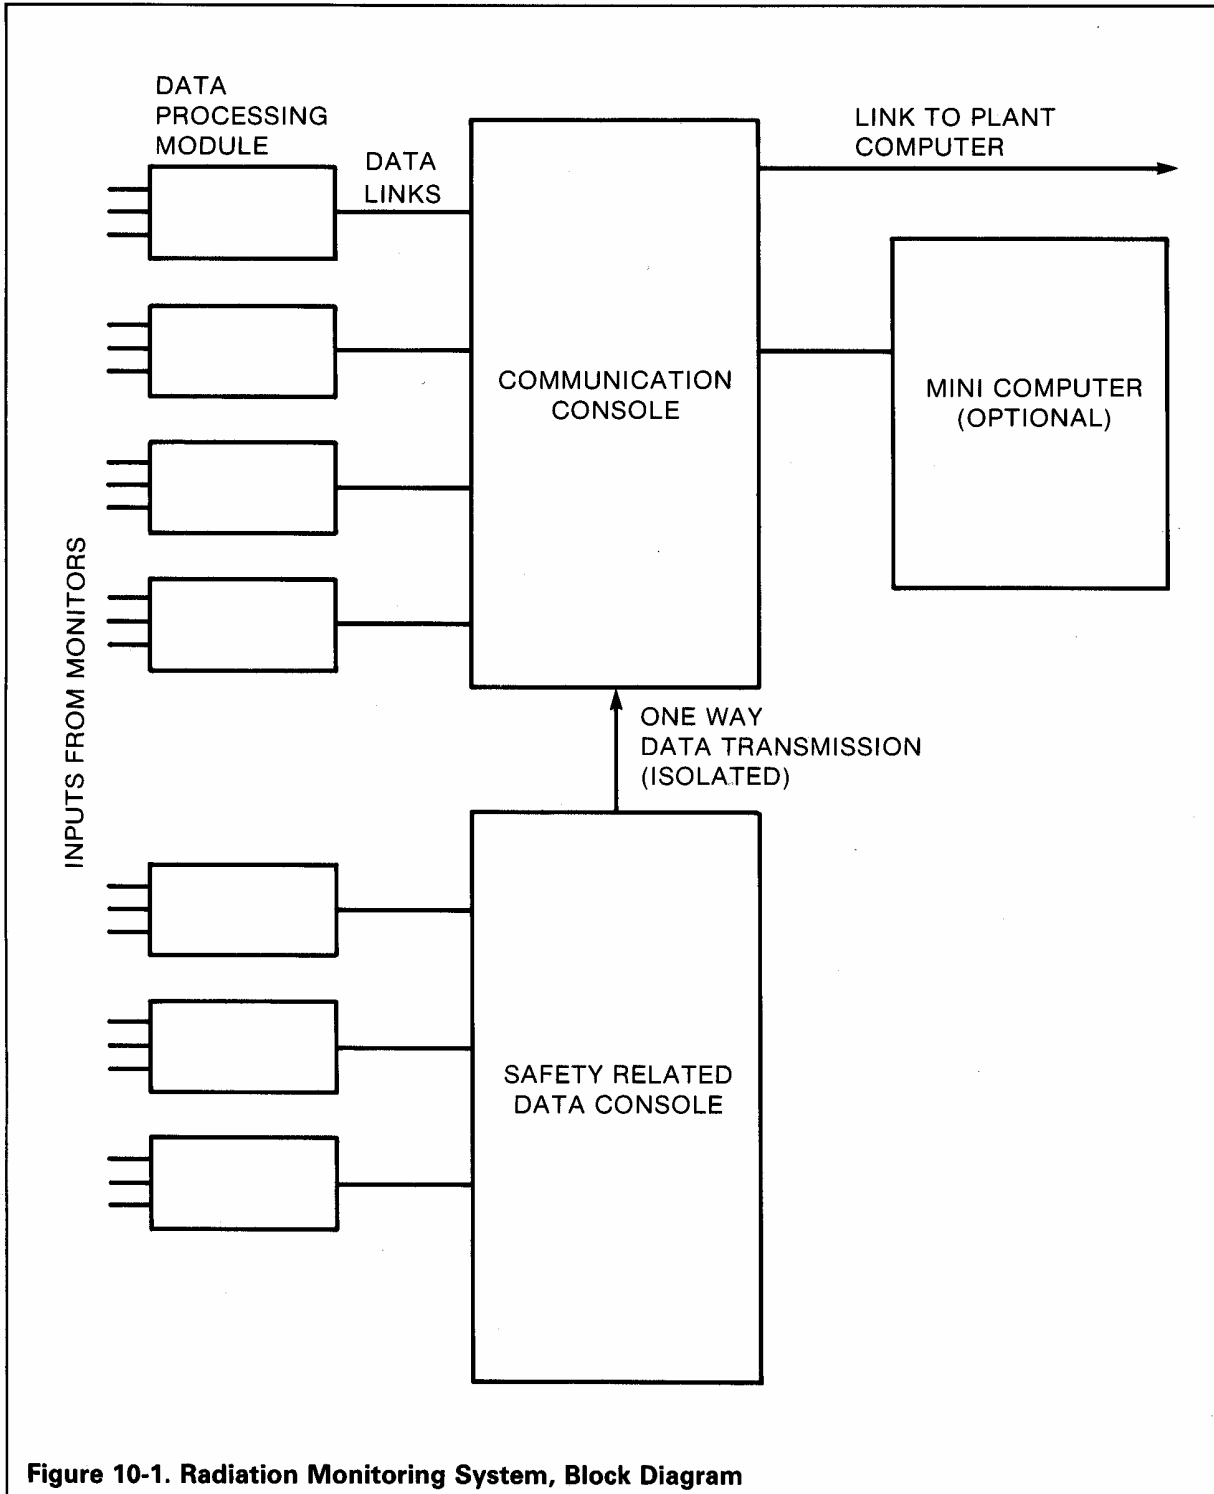 DATA
PROCESSING
MODULE
DATA
LINKS
LINK TO PLANT
COMPUTER
COMMUNICATION
CONSOLE
MINI COMPUTER
(OPTIONAL)
INPUTS FROM MONITORS
ONE WAY
DATA TRANSMISSION
(ISOLATED)
SAFETY RELATED
DATA CONSOLE
Figure 10-1. Radiation Monitoring System, Block Diagram